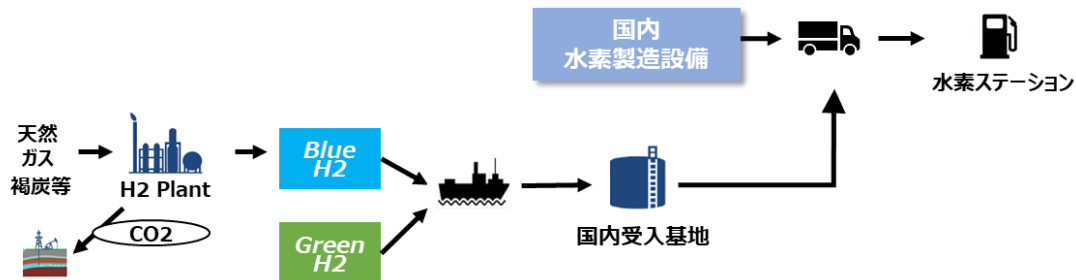 国内
水素製造設備
水素ステーション
天然
ガス
褐炭等
H2 Plant
CO2
Blue
H2
Green
H2
国内受入基地